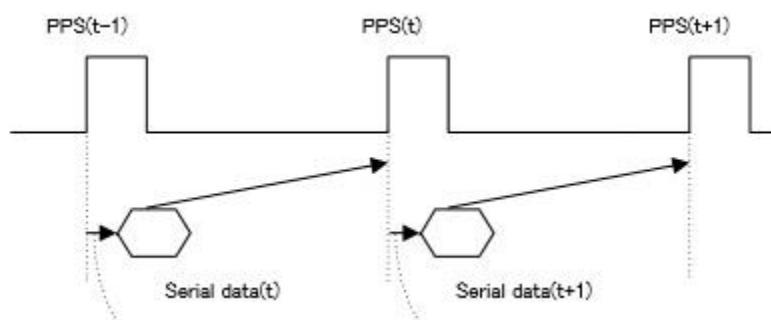 PPS(t-1) PPS(t) PPS(t+1)
Serial data(t) Serial data(t+1)